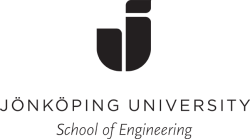 JÖNKÖPING UNIVERSITY
School of Engineering